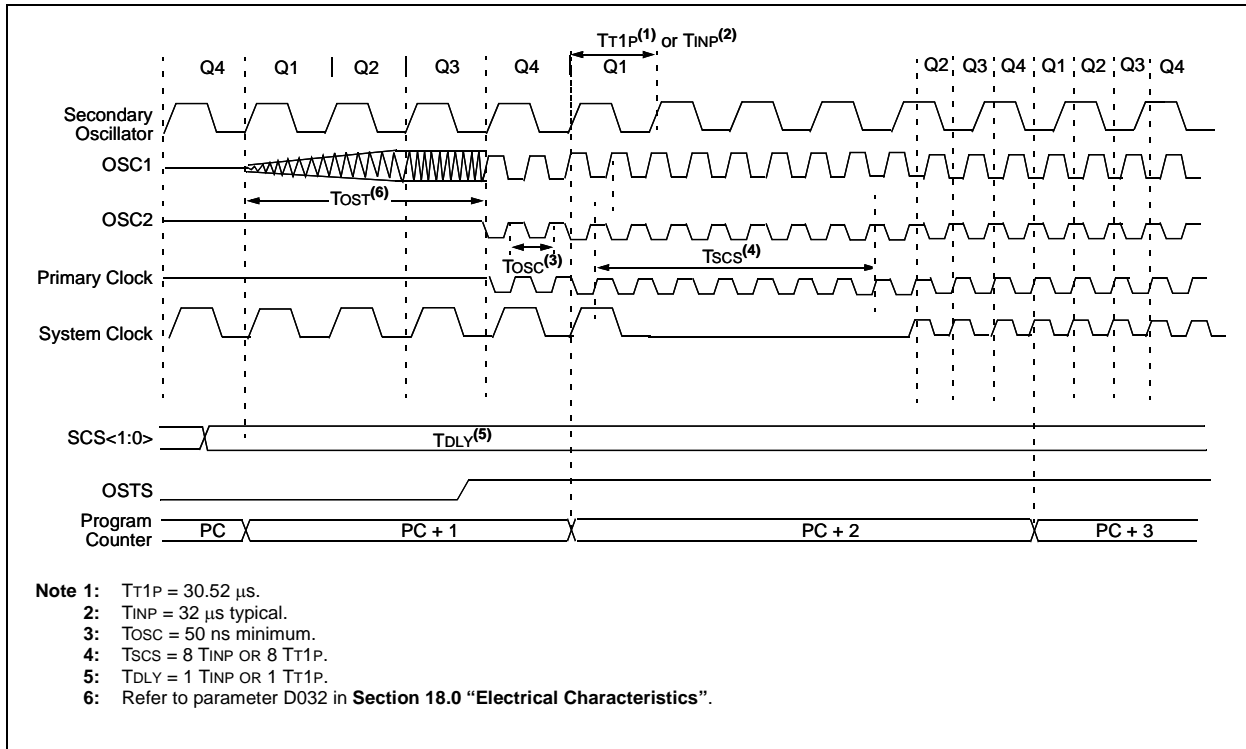 TT1P(1) or TINP(2)
Q4 Q1 Q2 Q3 Q4 Q1 Q2 Q3 Q4 Q1 Q2 Q3 Q4
Secondary
Oscillator
OSC1
TOST(6)
OSC2
TOSC(3)
TSCS(4)
Primary Clock
System Clock
SCS<1:0>
TDLY(5)
OSTS
Program
Counter
PC PC + 1 PC + 2 PC + 3
Note 1: TT1P = 30.52 μs.
2: TINP = 32 μs typical.
3: TOSC = 50 ns minimum.
4: TSCS = 8 TINP OR 8 TT1P.
5: TDLY = 1 TINP OR 1 TT1P.
6: Refer to parameter D032 in Section 18.0 “Electrical Characteristics”.